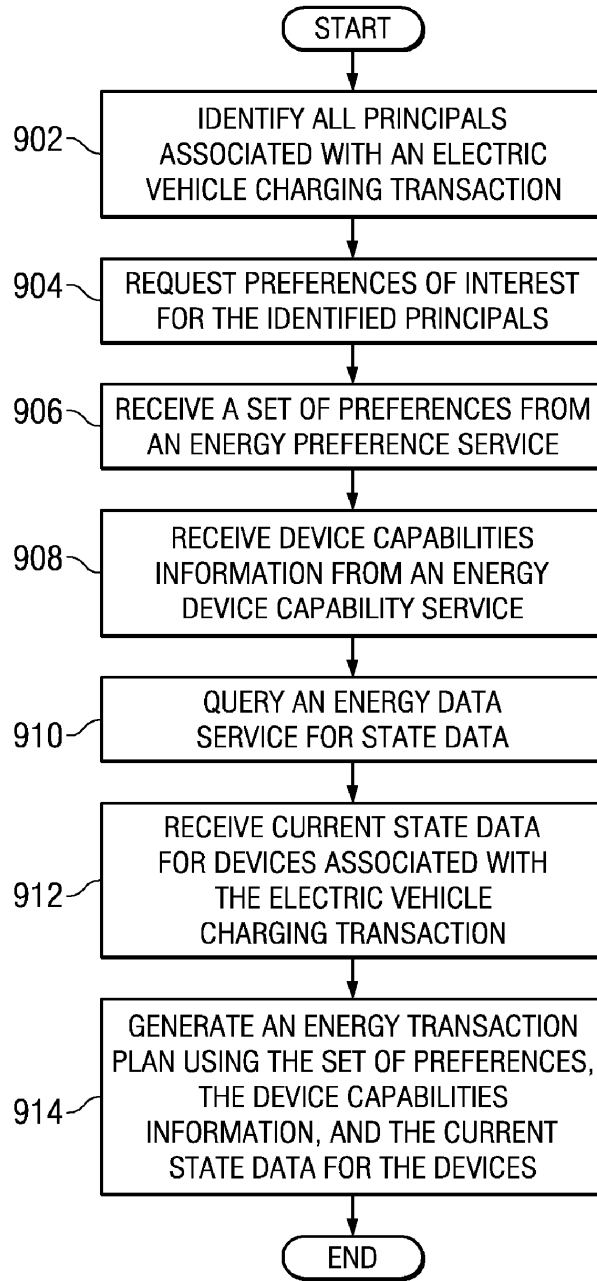 START
902
IDENTIFY ALL PRINCIPALS
ASSOCIATED WITH AN ELECTRIC
VEHICLE CHARGING TRANSACTION
904
REQUEST PREFERENCES OF INTEREST
FOR THE IDENTIFIED PRINCIPALS
906
RECEIVE A SET OF PREFERENCES FROM
AN ENERGY PREFERENCE SERVICE
908
RECEIVE DEVICE CAPABILITIES
INFORMATION FROM AN ENERGY
DEVICE CAPABILITY SERVICE
910
QUERY AN ENERGY DATA
SERVICE FOR STATE DATA
912
RECEIVE CURRENT STATE DATA
FOR DEVICES ASSOCIATED WITH
THE ELECTRIC VEHICLE
CHARGING TRANSACTION
914
GENERATE AN ENERGY TRANSACTION
PLAN USING THE SET OF PREFERENCES,
THE DEVICE CAPABILITIES
INFORMATION, AND THE CURRENT
STATE DATA FOR THE DEVICES
END